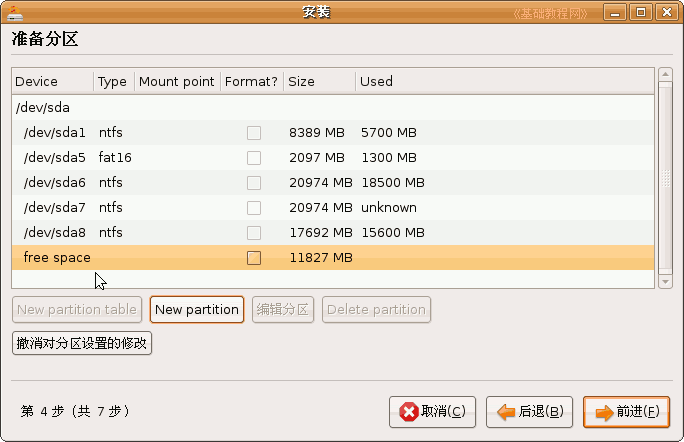 安装
《基础教程网》
准备分区
Device Type Mount point Format? Size Used
/dev/sda
/dev/sda1 ntfs 8389 MB 5700 MB
/dev/sda5 fat16 2097 MB 1300 MB
/dev/sda6 ntfs 20974 MB 18500 MB
/dev/sda7 ntfs 20974 MB unknown
/dev/sda8 ntfs 17692 MB 15600 MB
free space 11827 MB
New partition table New partition 编辑分区 Delete partition
撤消对分区设置的修改
第 4 步（共 7 步） 取消(C) 后退(B) 前进(F)